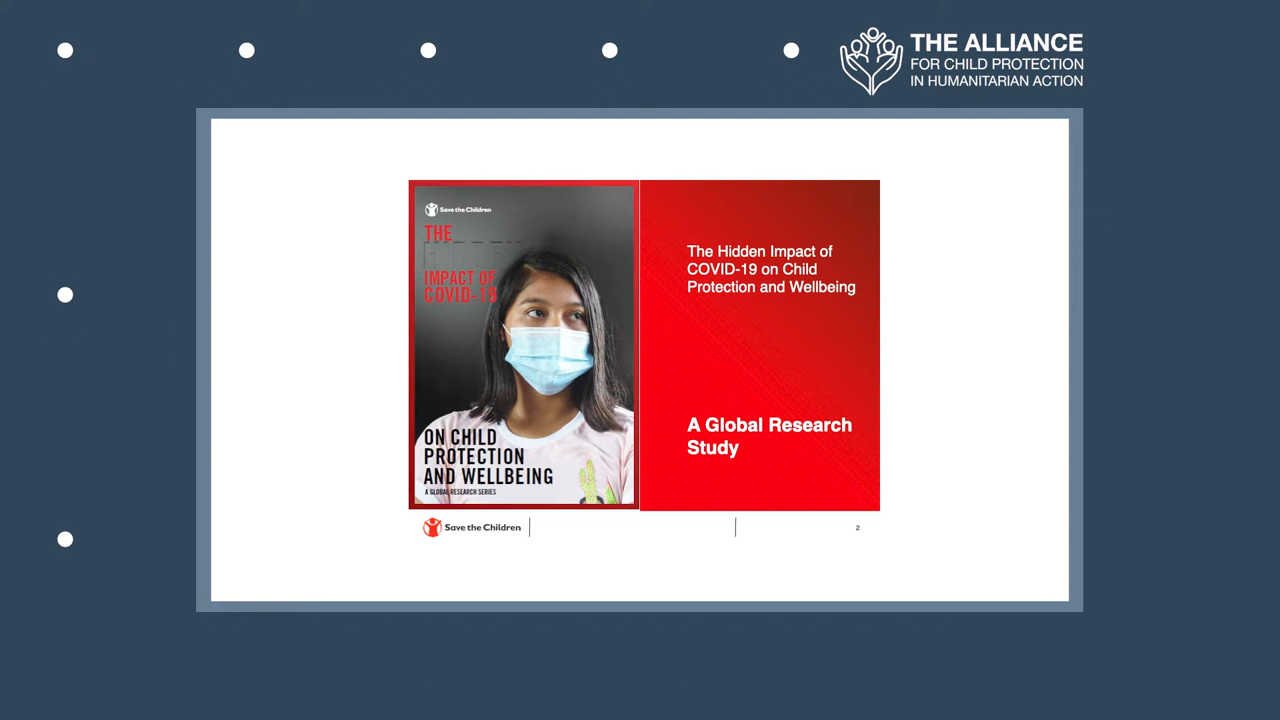 THE ALLIANCE
FOR CHILD PROTECTION
IN HUMANITARIAN ACTION
Save the Children
THE
HIDDEN
IMPACT OF
COVID-19
ON CHILD
PROTECTION
AND WELLBEING
A GLOBAL RESEARCH SERIES
The Hidden Impact of
COVID-19 on Child
Protection and Wellbeing
A Global Research
Study
Save the Children
2